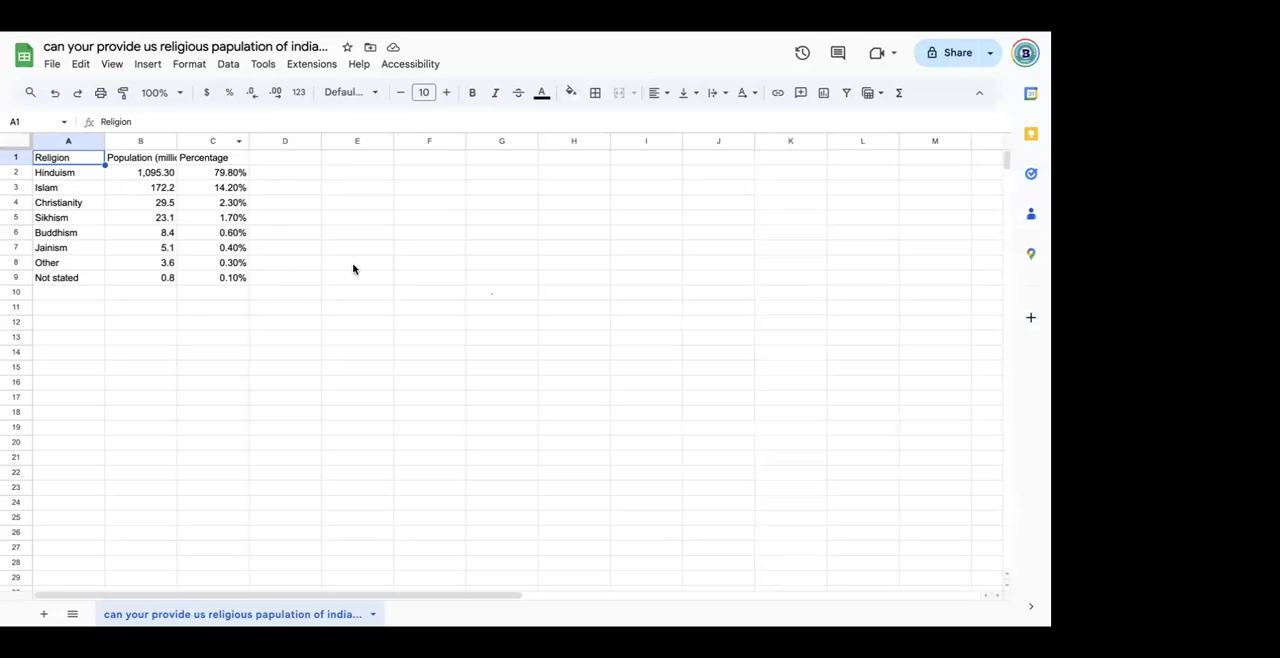 can your provide us religious papulation of india...
File Edit View Insert Format Data Tools Extensions Help Accessibility
Share
B
100% $ % .0 .00 123 Defaul... − 10 + B I S A
A1 fx Religion
A B C D E F G H I J K L M
1 Religion Population (millic Percentage
2 Hinduism 1,095.30 79.80%
3 Islam 172.2 14.20%
4 Christianity 29.5 2.30%
5 Sikhism 23.1 1.70%
6 Buddhism 8.4 0.60%
7 Jainism 5.1 0.40%
8 Other 3.6 0.30%
9 Not stated 0.8 0.10%
10
11
12
13
14
15
16
17
18
19
20
21
22
23
24
25
26
27
28
29
can your provide us religious papulation of india...